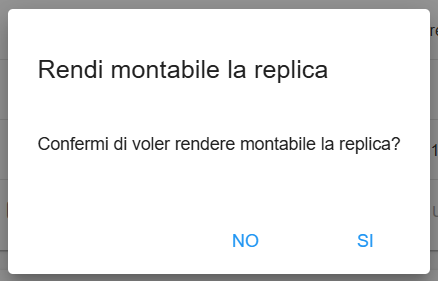 Rendi montabile la replica
Confermi di voler rendere montabile la replica?
NO
SI